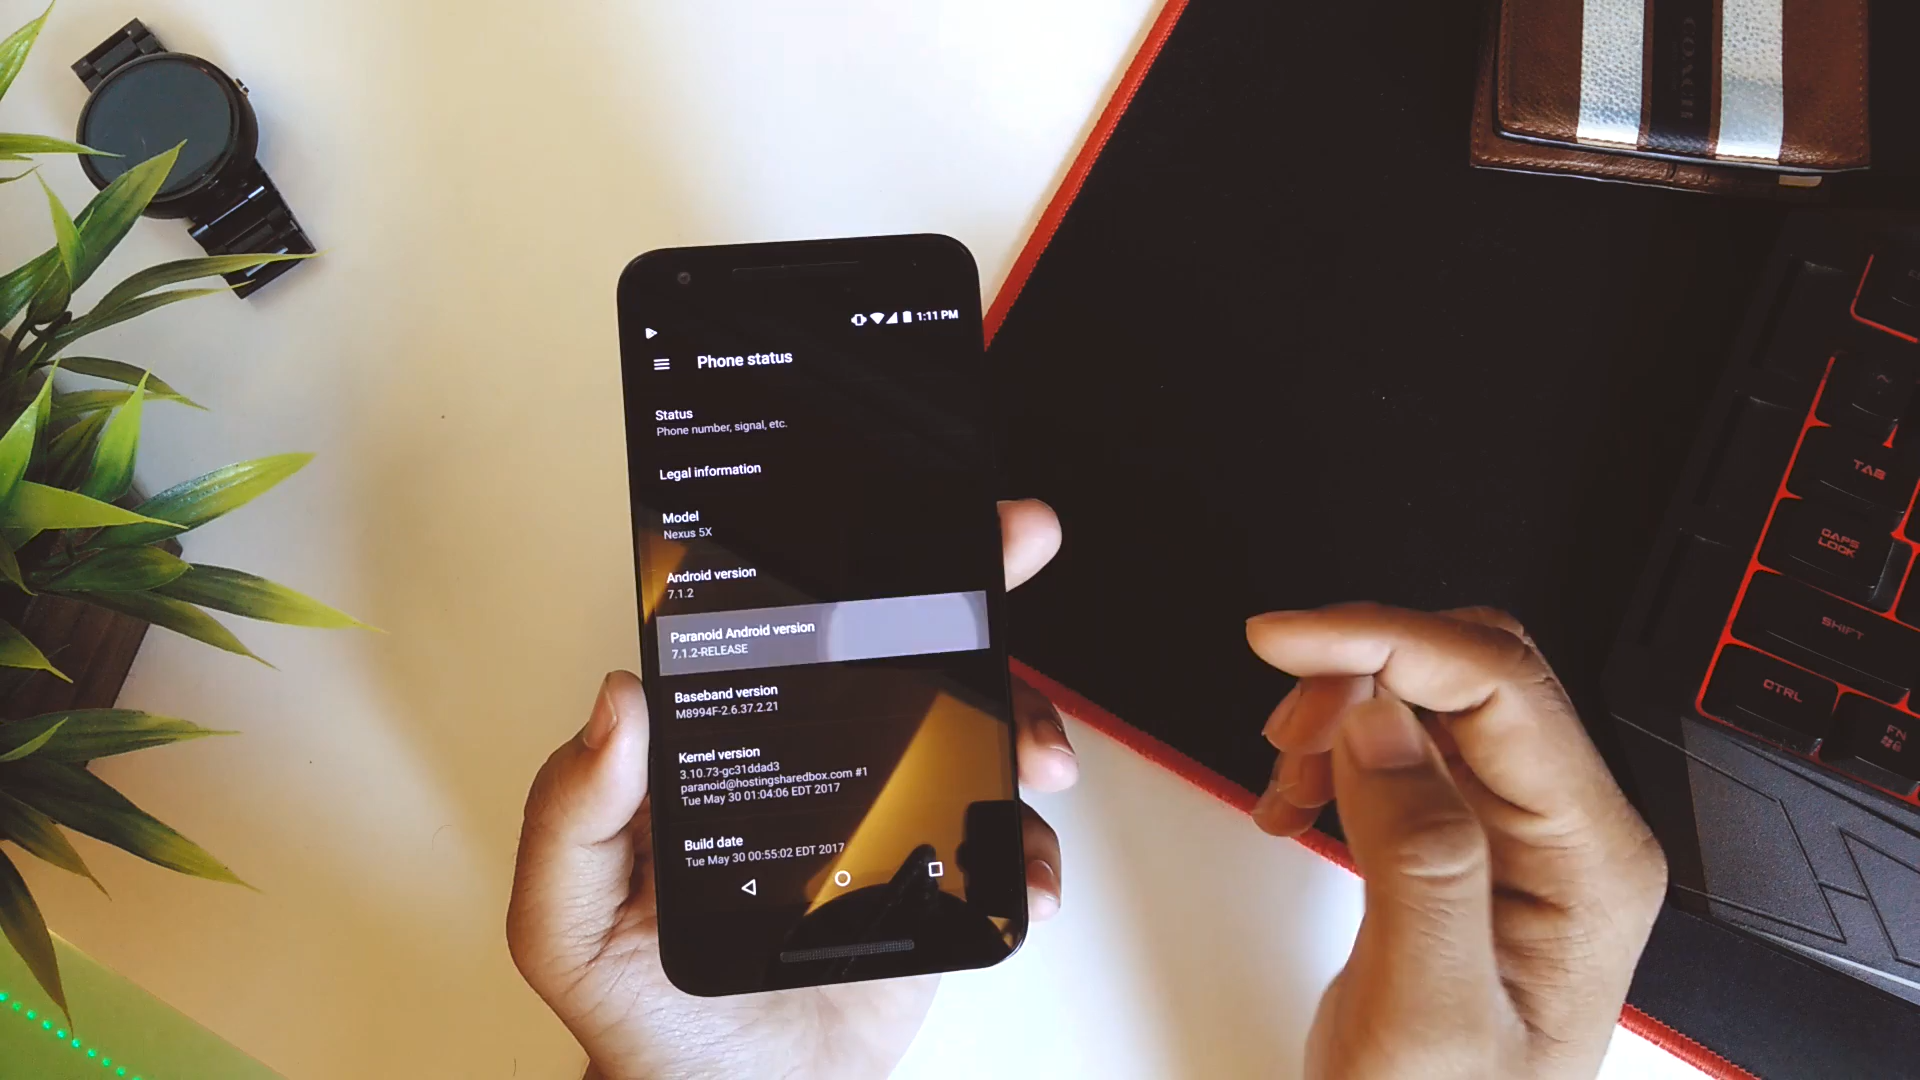 1:11 PM
Phone status
Status
Phone number, signal, etc.
Legal information
Model
Nexus 5X
Android version
7.1.2
Paranoid Android version
7.1.2-RELEASE
Baseband version
M8994F-2.6.37.2.21
Kernel version
3.10.73-gc31ddad3
paranoid@hostingsharedbox.com #1
Tue May 30 01:04:06 EDT 2017
Build date
Tue May 30 00:55:02 EDT 2017
COACH
TAB
CAPS
LOCK
SHIFT
CTRL
FN